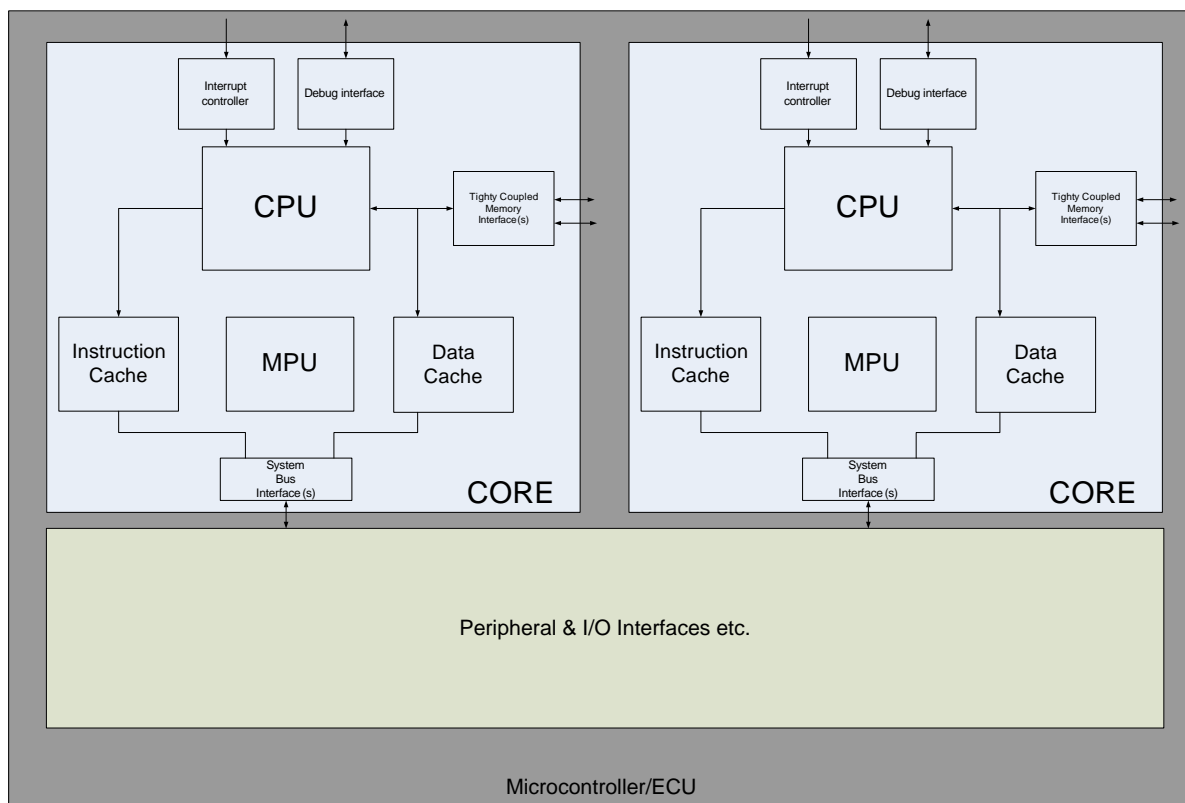 Interrupt
controller
Debug interface
CPU
Tighty Coupled
Memory
Interface(s)
Instruction
Cache
MPU
Data
Cache
System
Bus
Interface(s)
CORE
Interrupt
controller
Debug interface
CPU
Tighty Coupled
Memory
Interface(s)
Instruction
Cache
MPU
Data
Cache
System
Bus
Interface(s)
CORE
Peripheral & I/O Interfaces etc.
Microcontroller/ECU